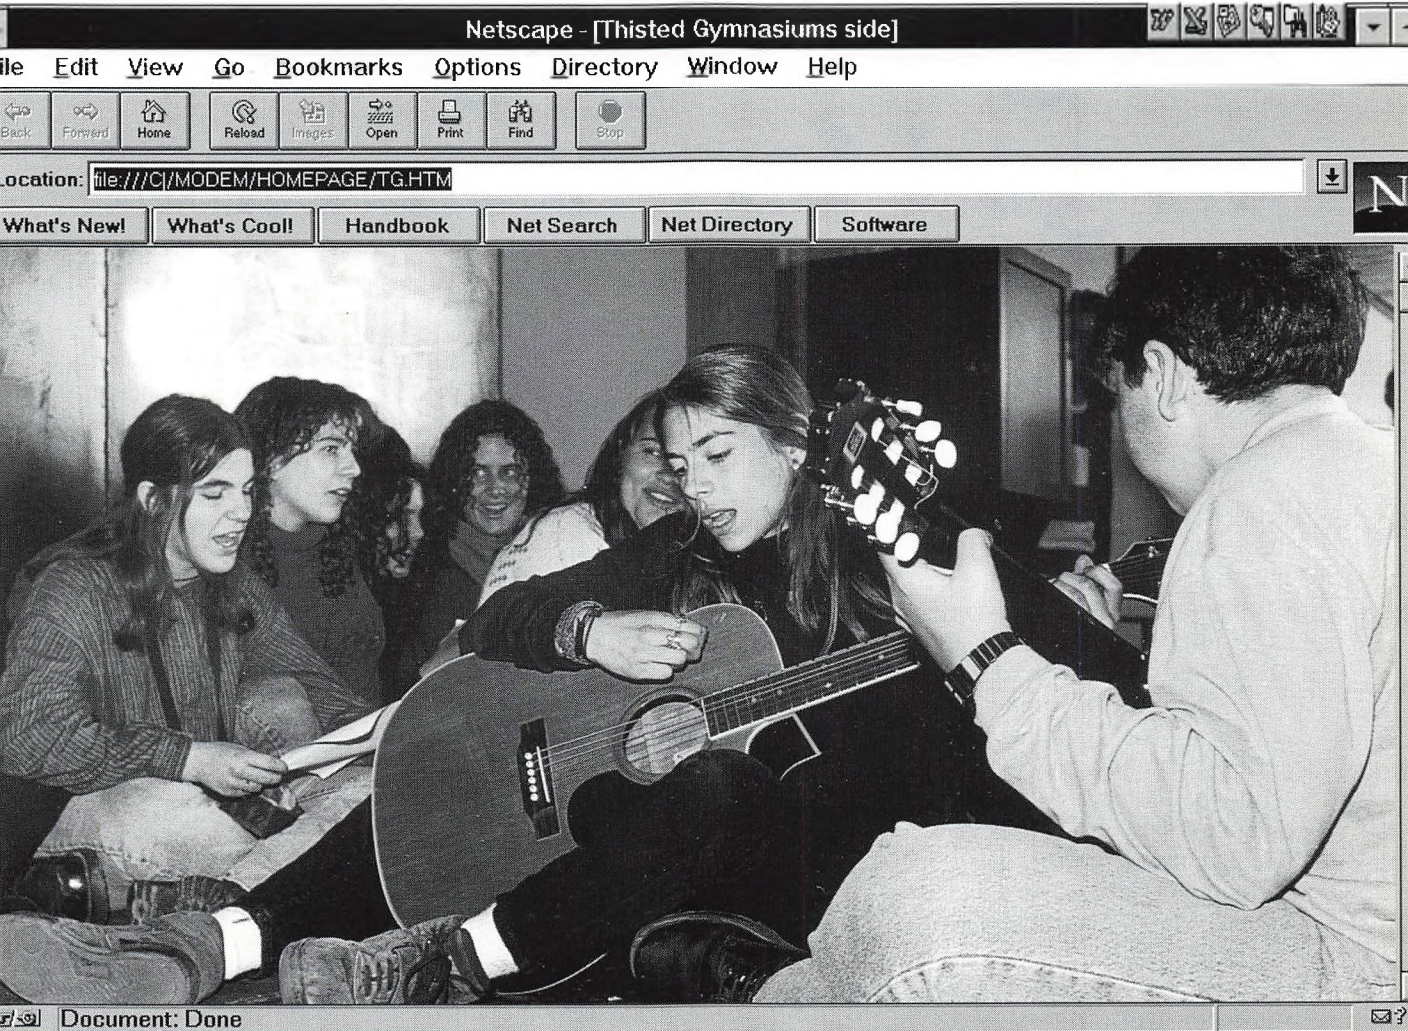 Netscape - [Thisted Gymnasiums side]
ile Edit View Go Bookmarks Options Directory Window Help
Back Forward Home Reload Images Open Print Find Stop
Location: file:///C|/MODEM/HOMEPAGE/TG.HTM
N
What's New! What's Cool! Handbook Net Search Net Directory Software
Document: Done